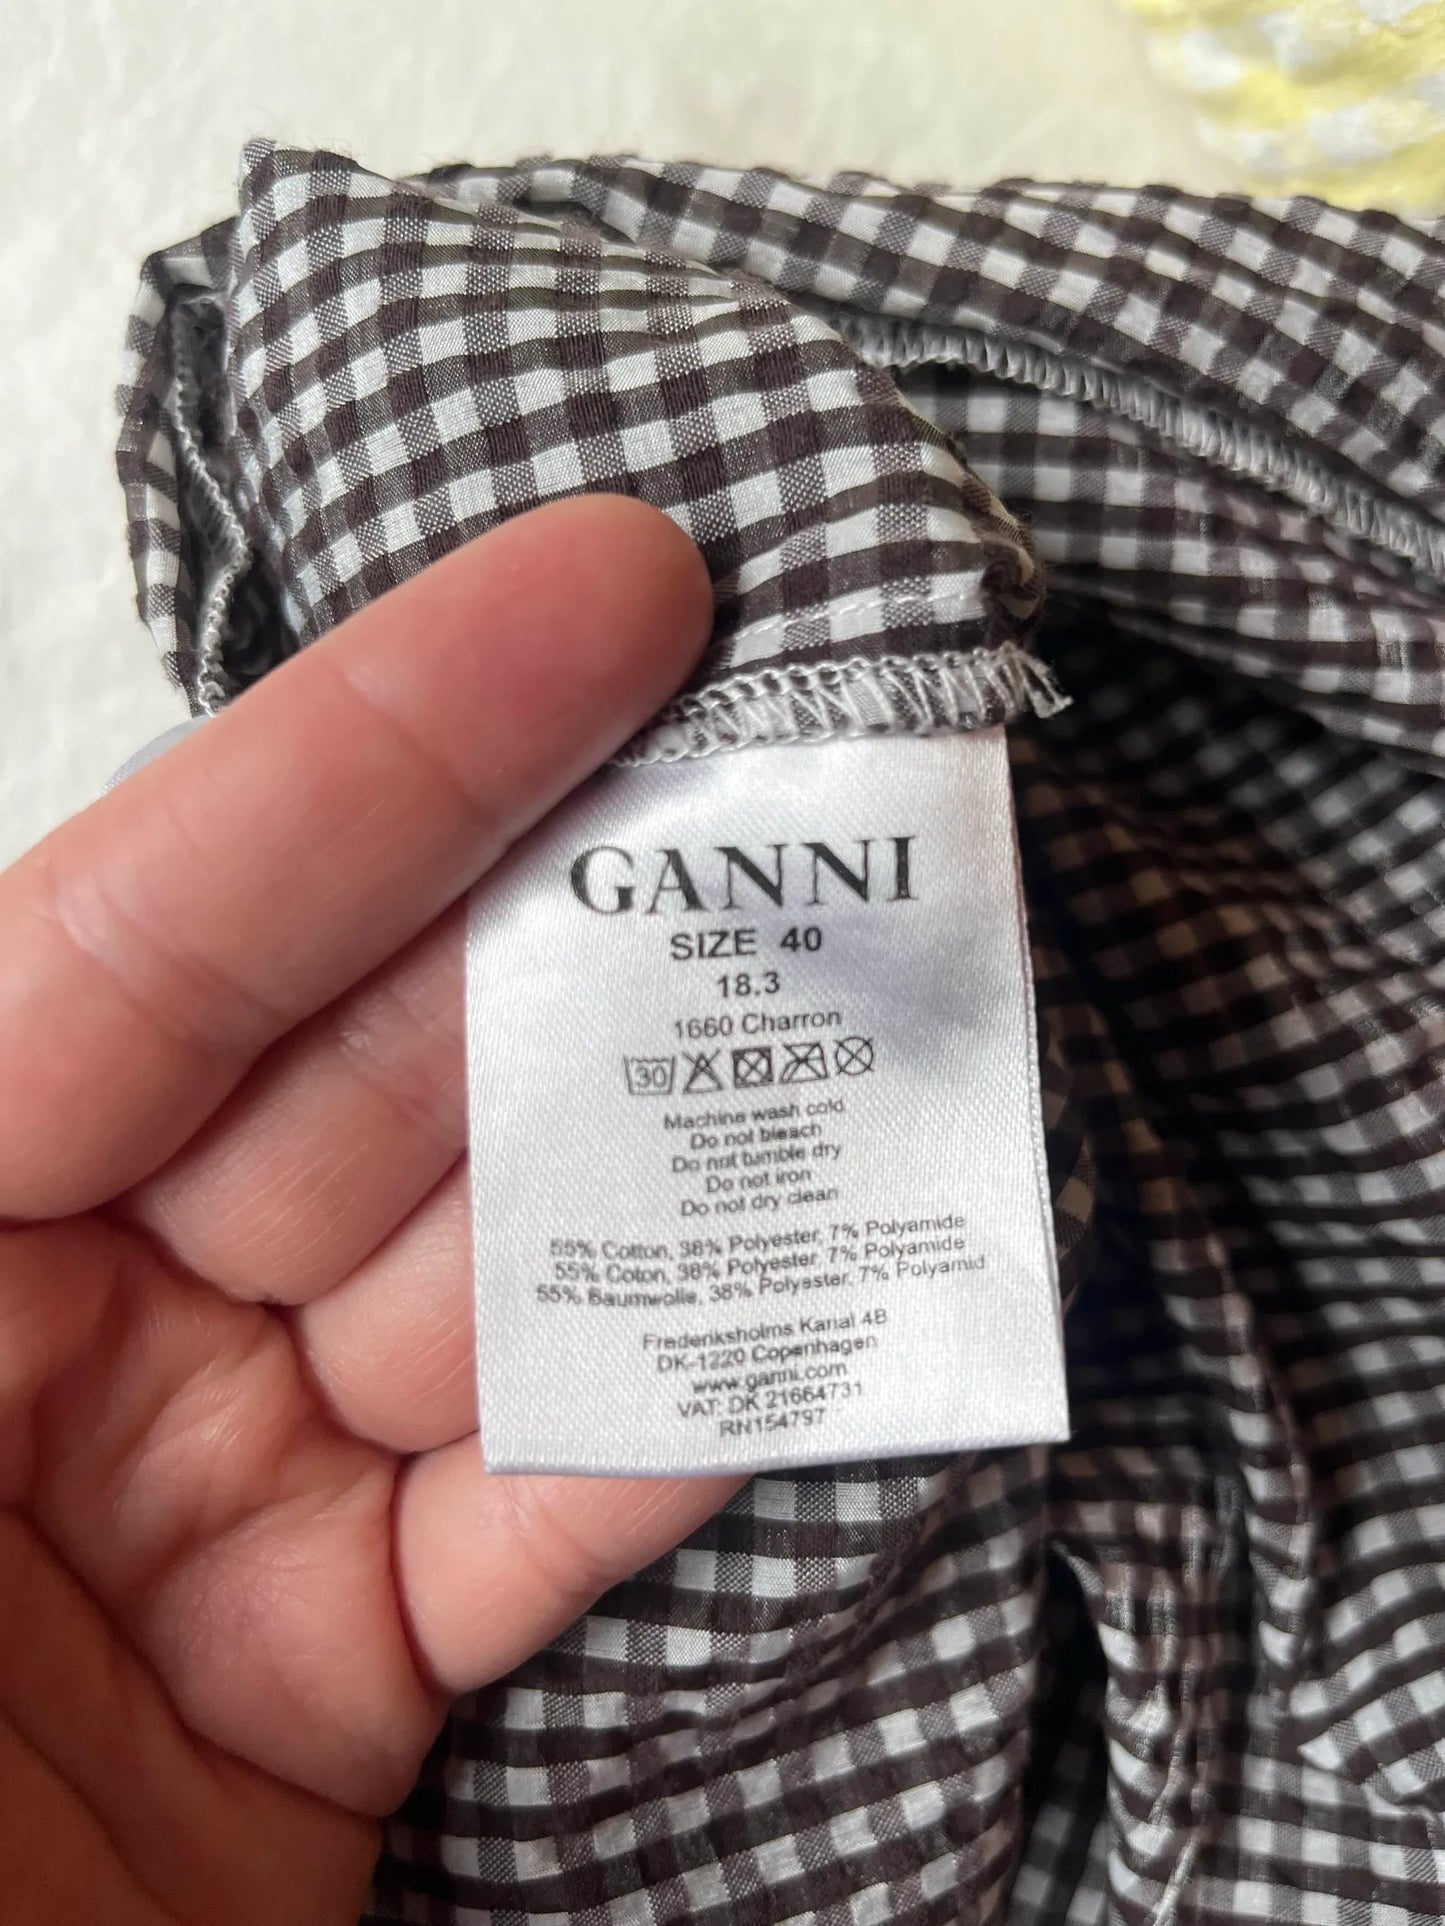 GANNI
SIZE 40
18.3
1660 Charron
30
Machine wash cold
Do not bleach
Do not tumble dry
Do not iron
Do not dry clean
55% Cotton, 38% Polyester, 7% Polyamide
55% Coton, 38% Polyester, 7% Polyamide
55% Baumwolle, 38% Polyester, 7% Polyamid
Frederiksholms Kanal 4B
DK-1220 Copenhagen
www.ganni.com
VAT: DK 21664731
RN154797